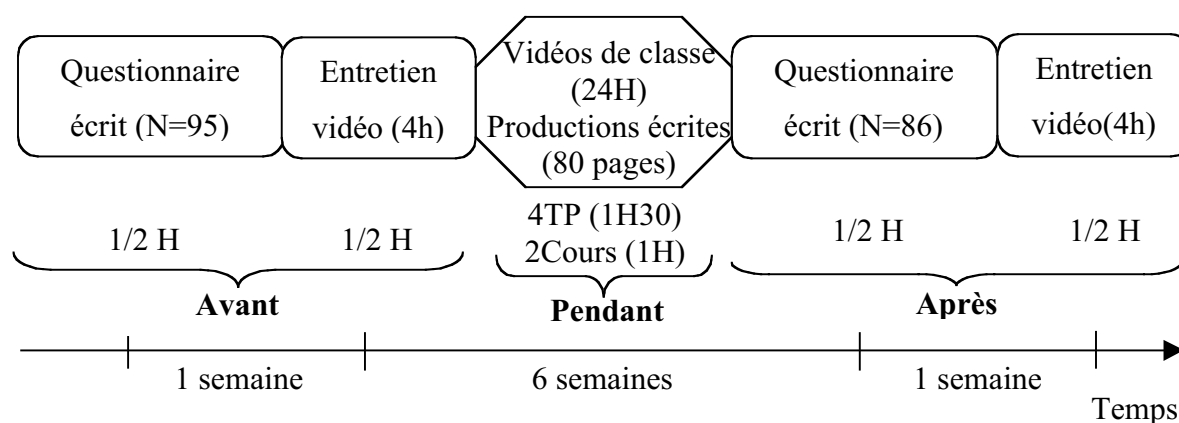 Questionnaire
écrit (N=95)
Entretien
vidéo (4h)
Vidéos de classe
(24H)
Productions écrites
(80 pages)
Questionnaire
écrit (N=86)
Entretien
vidéo(4h)
1/2 H
1/2 H
4TP (1H30)
2Cours (1H)
1/2 H
1/2 H
Avant
Pendant
Après
1 semaine
6 semaines
1 semaine
Temps